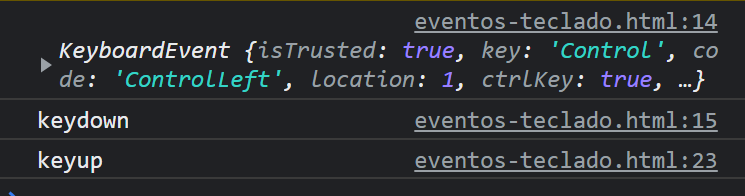 eventos-teclado.html:14
KeyboardEvent {isTrusted: true, key: 'Control', co
de: 'ControlLeft', location: 1, ctrlKey: true, …}
keydown eventos-teclado.html:15
keyup eventos-teclado.html:23